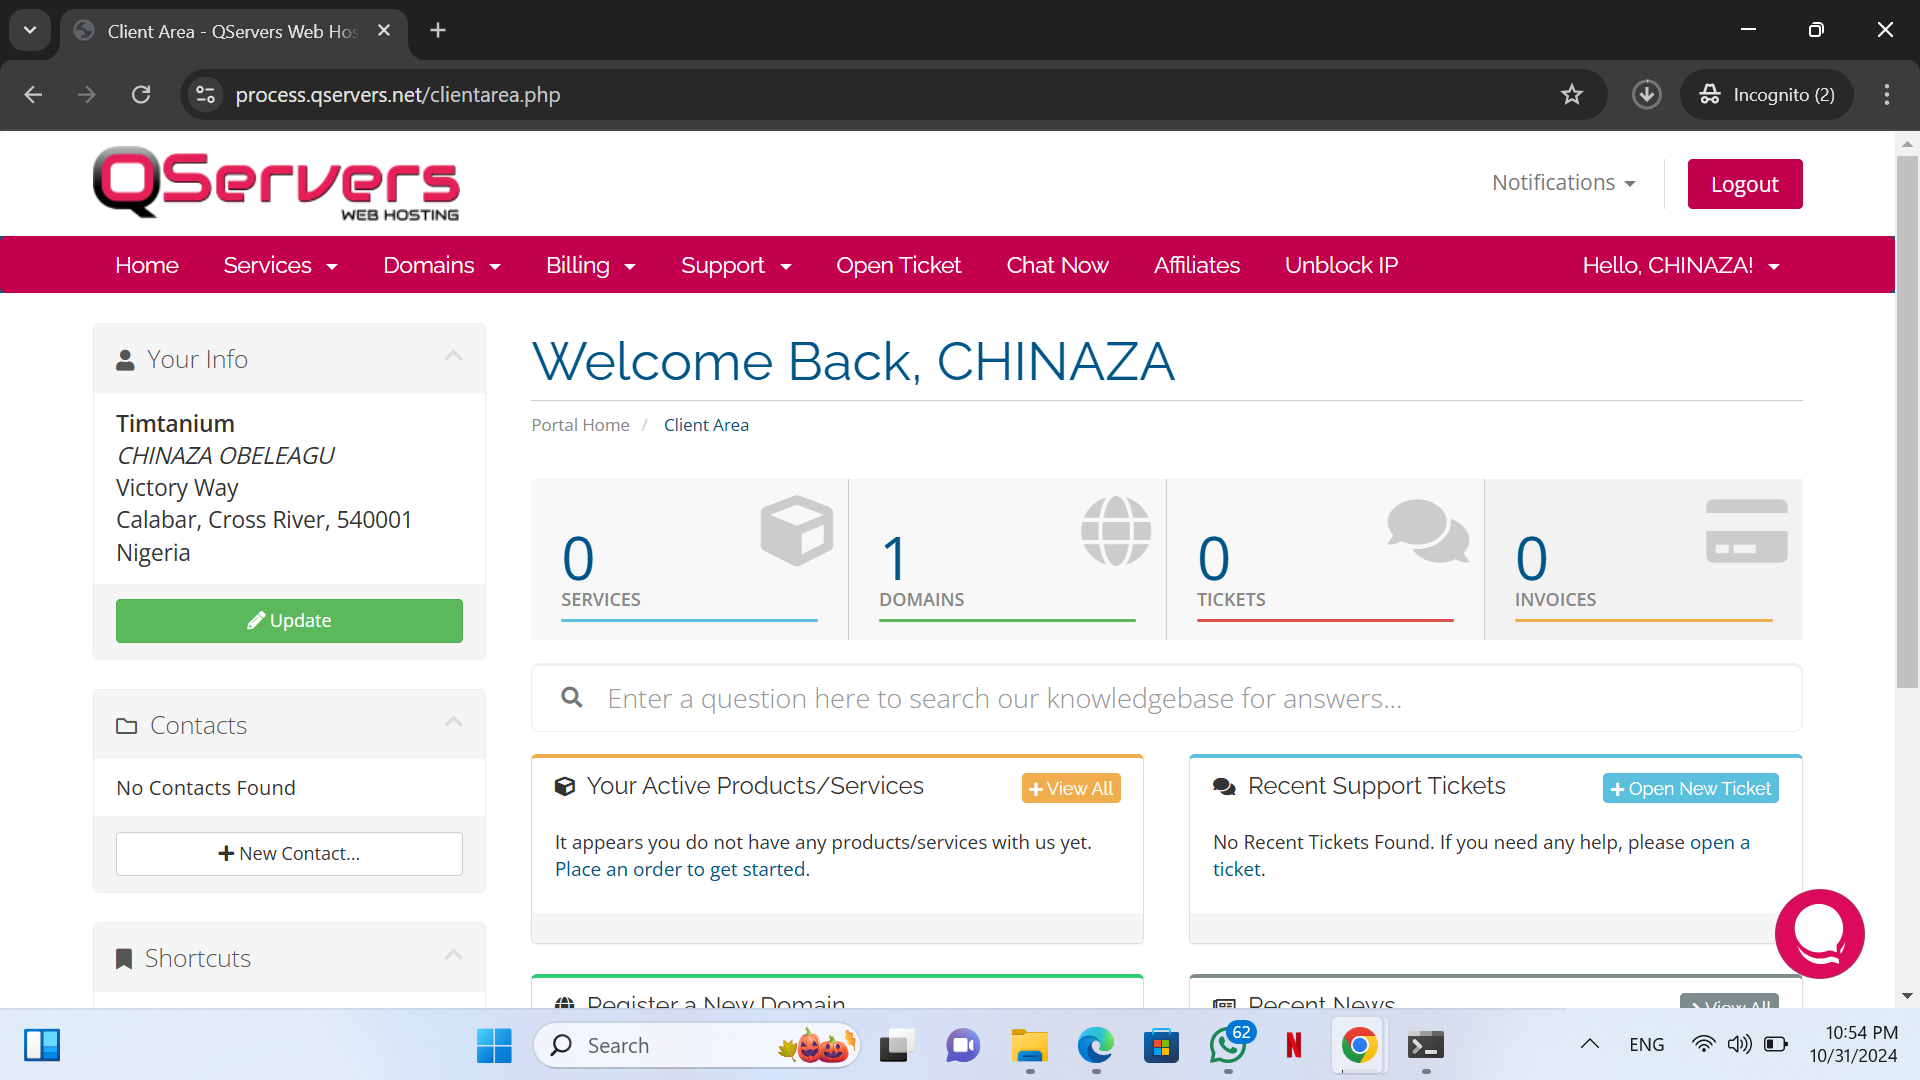 Client Area - QServers Web Hos
process.qservers.net/clientarea.php
Incognito (2)
QServers
WEB HOSTING
Notifications
Logout
Home
Services
Domains
Billing
Support
Open Ticket
Chat Now
Affiliates
Unblock IP
Hello, CHINAZA!
Your Info
Timtanium
CHINAZA OBELEAGU
Victory Way
Calabar, Cross River, 540001
Nigeria
Update
Contacts
No Contacts Found
New Contact...
Shortcuts
Welcome Back, CHINAZA
Portal Home / Client Area
0
SERVICES
1
DOMAINS
0
TICKETS
0
INVOICES
Enter a question here to search our knowledgebase for answers...
Your Active Products/Services
View All
It appears you do not have any products/services with us yet.
Place an order to get started.
Recent Support Tickets
Open New Ticket
No Recent Tickets Found. If you need any help, please open a
ticket.
Register a New Domain
Recent News
View All
Search
62
N
ENG
10:54 PM
10/31/2024